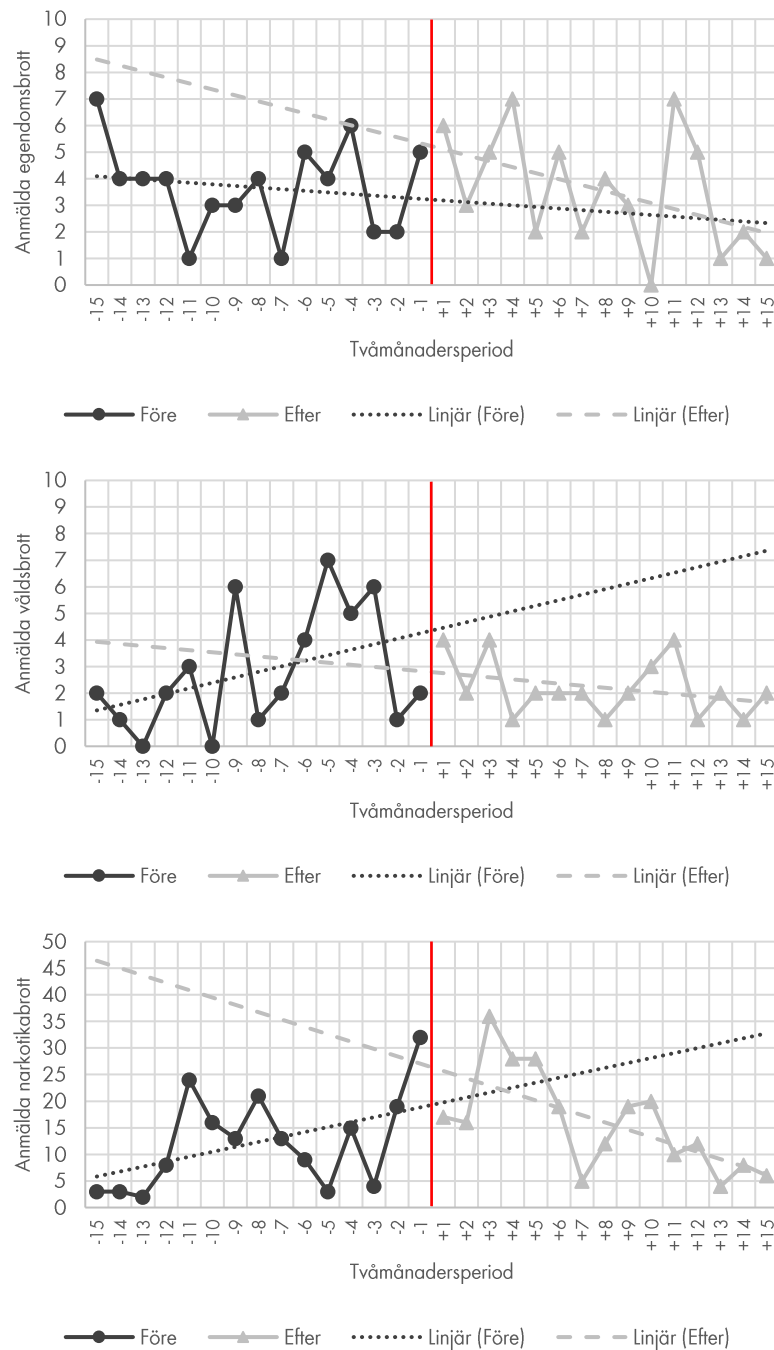 Anmälda egendomsbrott
10
9
8
7
6
5
4
3
2
1
0
-15 -14 -13 -12 -11 -10 -9 -8 -7 -6 -5 -4 -3 -2 -1 +1 +2 +3 +4 +5 +6 +7 +8 +9 +10 +11 +12 +13 +14 +15
Tvåmånadersperiod
Före Efter Linjär (Före) Linjär (Efter)
Anmälda våldsbrott
10
9
8
7
6
5
4
3
2
1
0
-15 -14 -13 -12 -11 -10 -9 -8 -7 -6 -5 -4 -3 -2 -1 +1 +2 +3 +4 +5 +6 +7 +8 +9 +10 +11 +12 +13 +14 +15
Tvåmånadersperiod
Före Efter Linjär (Före) Linjär (Efter)
Anmälda narkotikabrott
50
45
40
35
30
25
20
15
10
5
0
-15 -14 -13 -12 -11 -10 -9 -8 -7 -6 -5 -4 -3 -2 -1 +1 +2 +3 +4 +5 +6 +7 +8 +9 +10 +11 +12 +13 +14 +15
Tvåmånadersperiod
Före Efter Linjär (Före) Linjär (Efter)